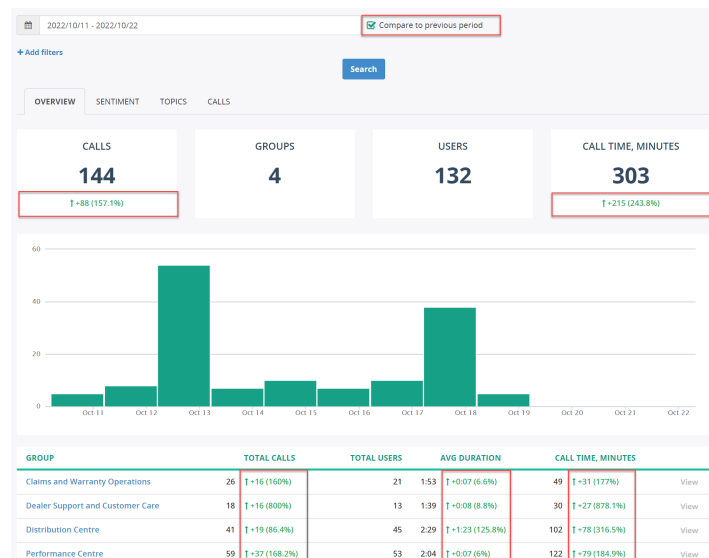 2022/10/11 - 2022/10/22 Compare to previous period
+ Add filters
Search
OVERVIEW SENTIMENT TOPICS CALLS
CALLS GROUPS USERS CALL TIME, MINUTES
144 4 132 303
↑ +88 (157.1%) ↑ +215 (243.8%)
60
40
20
0
Oct 11 Oct 12 Oct 13 Oct 14 Oct 15 Oct 16 Oct 17 Oct 18 Oct 19 Oct 20 Oct 21 Oct 22
GROUP TOTAL CALLS TOTAL USERS AVG DURATION CALL TIME, MINUTES
Claims and Warranty Operations 26 ↑ +16 (160%) 21 1:53 ↑ +0:07 (6.6%) 49 ↑ +31 (177%) View
Dealer Support and Customer Care 18 ↑ +16 (800%) 13 1:39 ↑ +0:08 (8.8%) 30 ↑ +27 (878.1%) View
Distribution Centre 41 ↑ +19 (86.4%) 45 2:29 ↑ +1:23 (125.8%) 102 ↑ +78 (316.5%) View
Performance Centre 59 ↑ +37 (168.2%) 53 2:04 ↑ +0:07 (6%) 122 ↑ +79 (184.9%) View